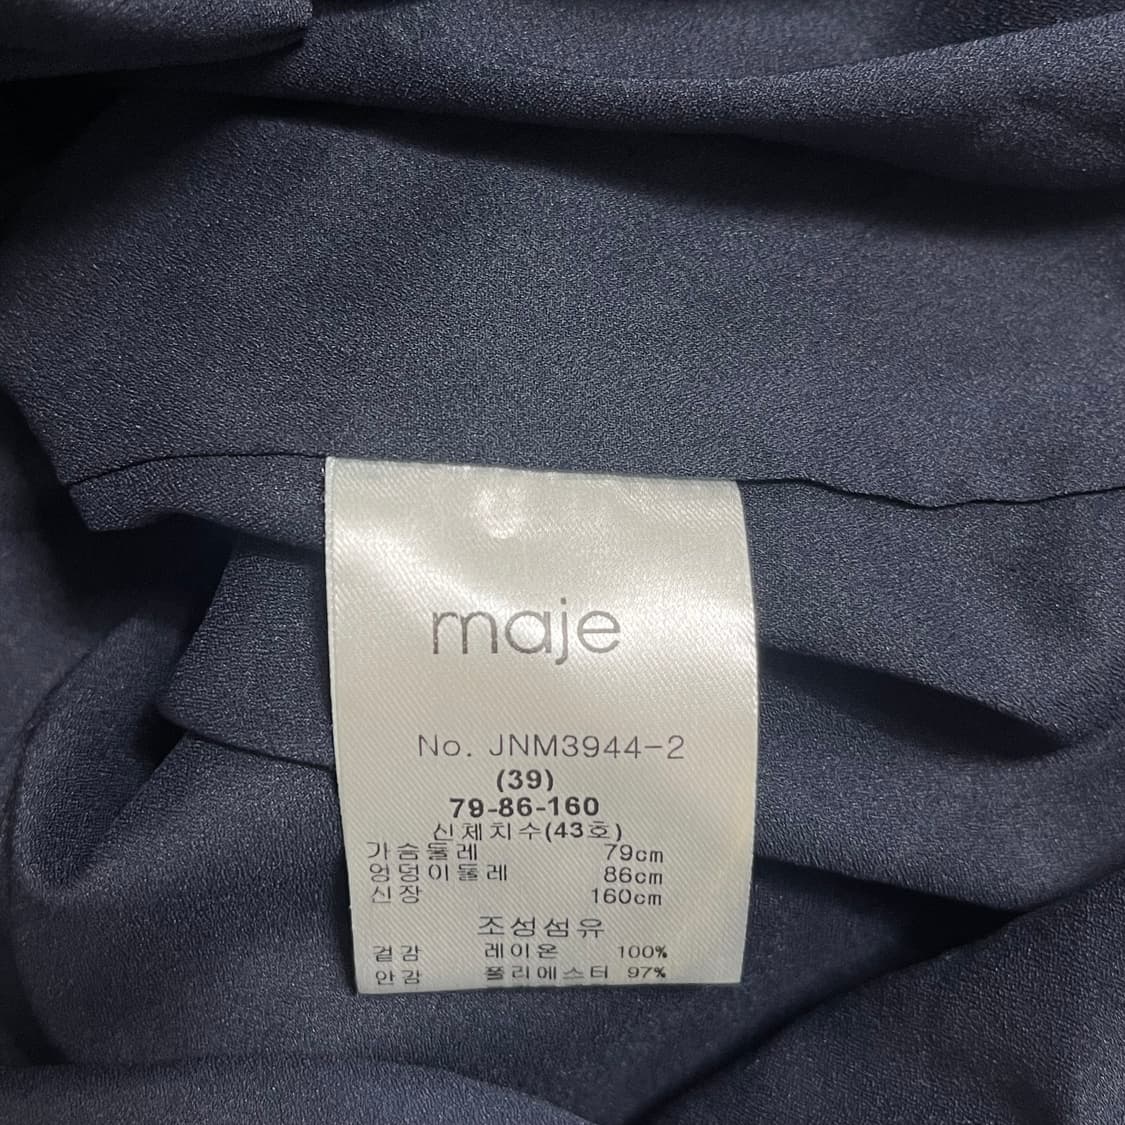 maje
No. JNM3944-2
(39)
79-86-160
신체치수(43호)
가슴둘레 79cm
엉덩이둘레 86cm
신장 160cm
조성섬유
겉감 레이온 100%
안감 폴리에스터 97%